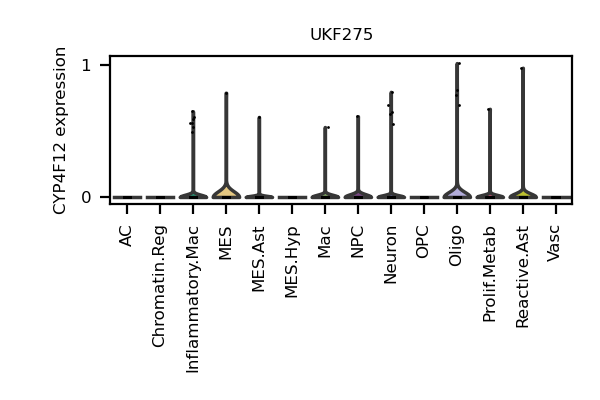 UKF275
CYP4F12 expression
1
0
AC
Chromatin.Reg
Inflammatory.Mac
MES
MES.Ast
MES.Hyp
Mac
NPC
Neuron
OPC
Oligo
Prolif.Metab
Reactive.Ast
Vasc